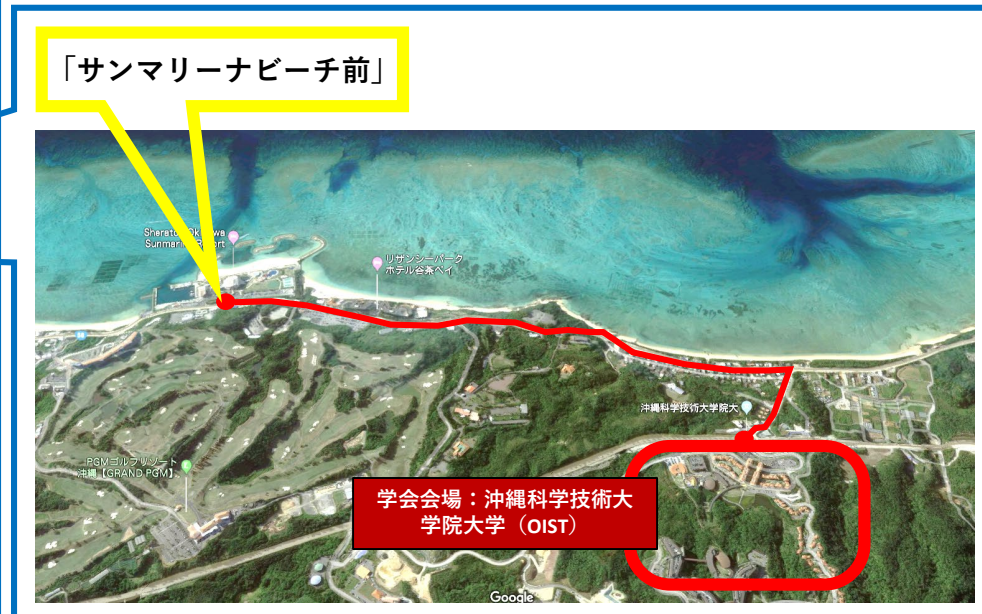 「サンマリーナビーチ前」
Sheraton Okinawa
Sunmarina Resort
リザンシーパーク
ホテル谷茶ベイ
沖縄科学技術大学院大
PGMゴルフリゾート
沖縄【GRAND PGM】
学会会場：沖縄科学技術大
学院大学（OIST）
Google